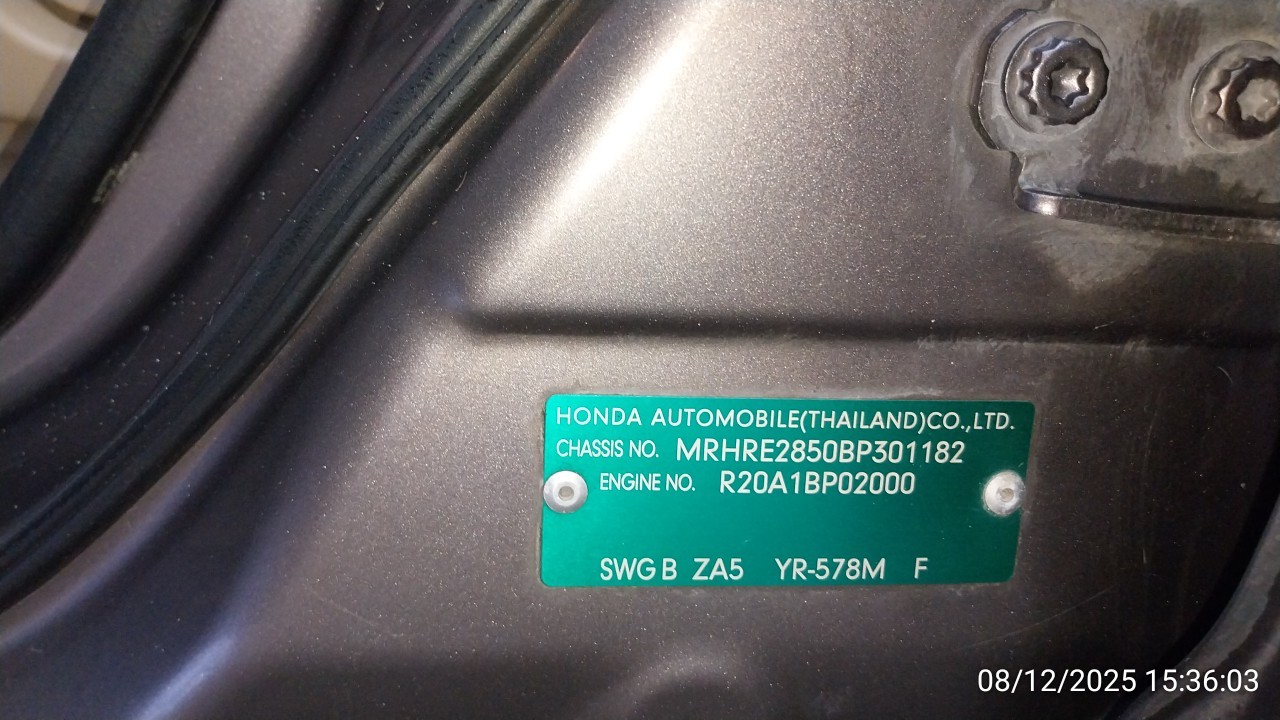 HONDA AUTOMOBILE(THAILAND)CO.,LTD.
CHASSIS NO. MRHRE2850BP301182
ENGINE NO. R20A1BP02000
SWG B ZA5 YR-578M F
08/12/2025 15:36:03